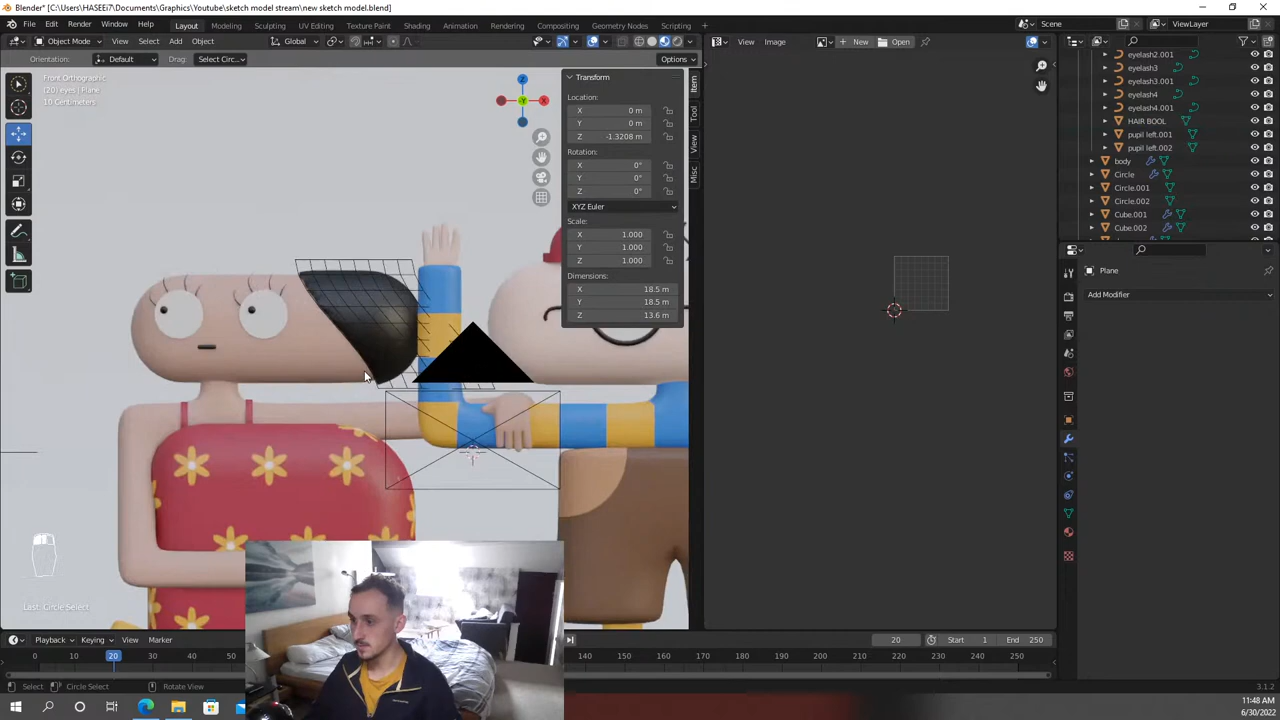 Blender* [C:\Users\HASEEi7\Documents\Graphics\Youtube\sketch model stream\new sketch model.blend]
File Edit Render Window Help Layout Modeling Sculpting UV Editing Texture Paint Shading Animation Rendering Compositing Geometry Nodes Scripting Scene ViewLayer
Object Mode View Select Add Object Global View Image New Open
Orientation: Default Drag: Select Circ... Options
Front Orthographic
(20) eyes | Plane
10 Centimeters
Z
X
Y
Transform
Location:
X 0 m
Y 0 m
Z -1.3208 m
Rotation:
X 0°
Y 0°
Z 0°
XYZ Euler
Scale:
X 1.000
Y 1.000
Z 1.000
Dimensions:
X 18.5 m
Y 18.5 m
Z 13.6 m
Item
Tool
View
Misc
eyelash2.001
eyelash3
eyelash3.001
eyelash4
eyelash4.001
HAIR BOOL
pupil left.001
pupil left.002
body
Circle
Circle.001
Circle.002
Cube.001
Cube.002
Plane
Add Modifier
Last: Circle Select
Playback Keying View Marker 20 Start 1 End 250
0 10 20 30 40 50 140 150 160 170 180 190 200 210 220 230 240 250
Select Circle Select Rotate View 3.1.2
11:48 AM
6/30/2022